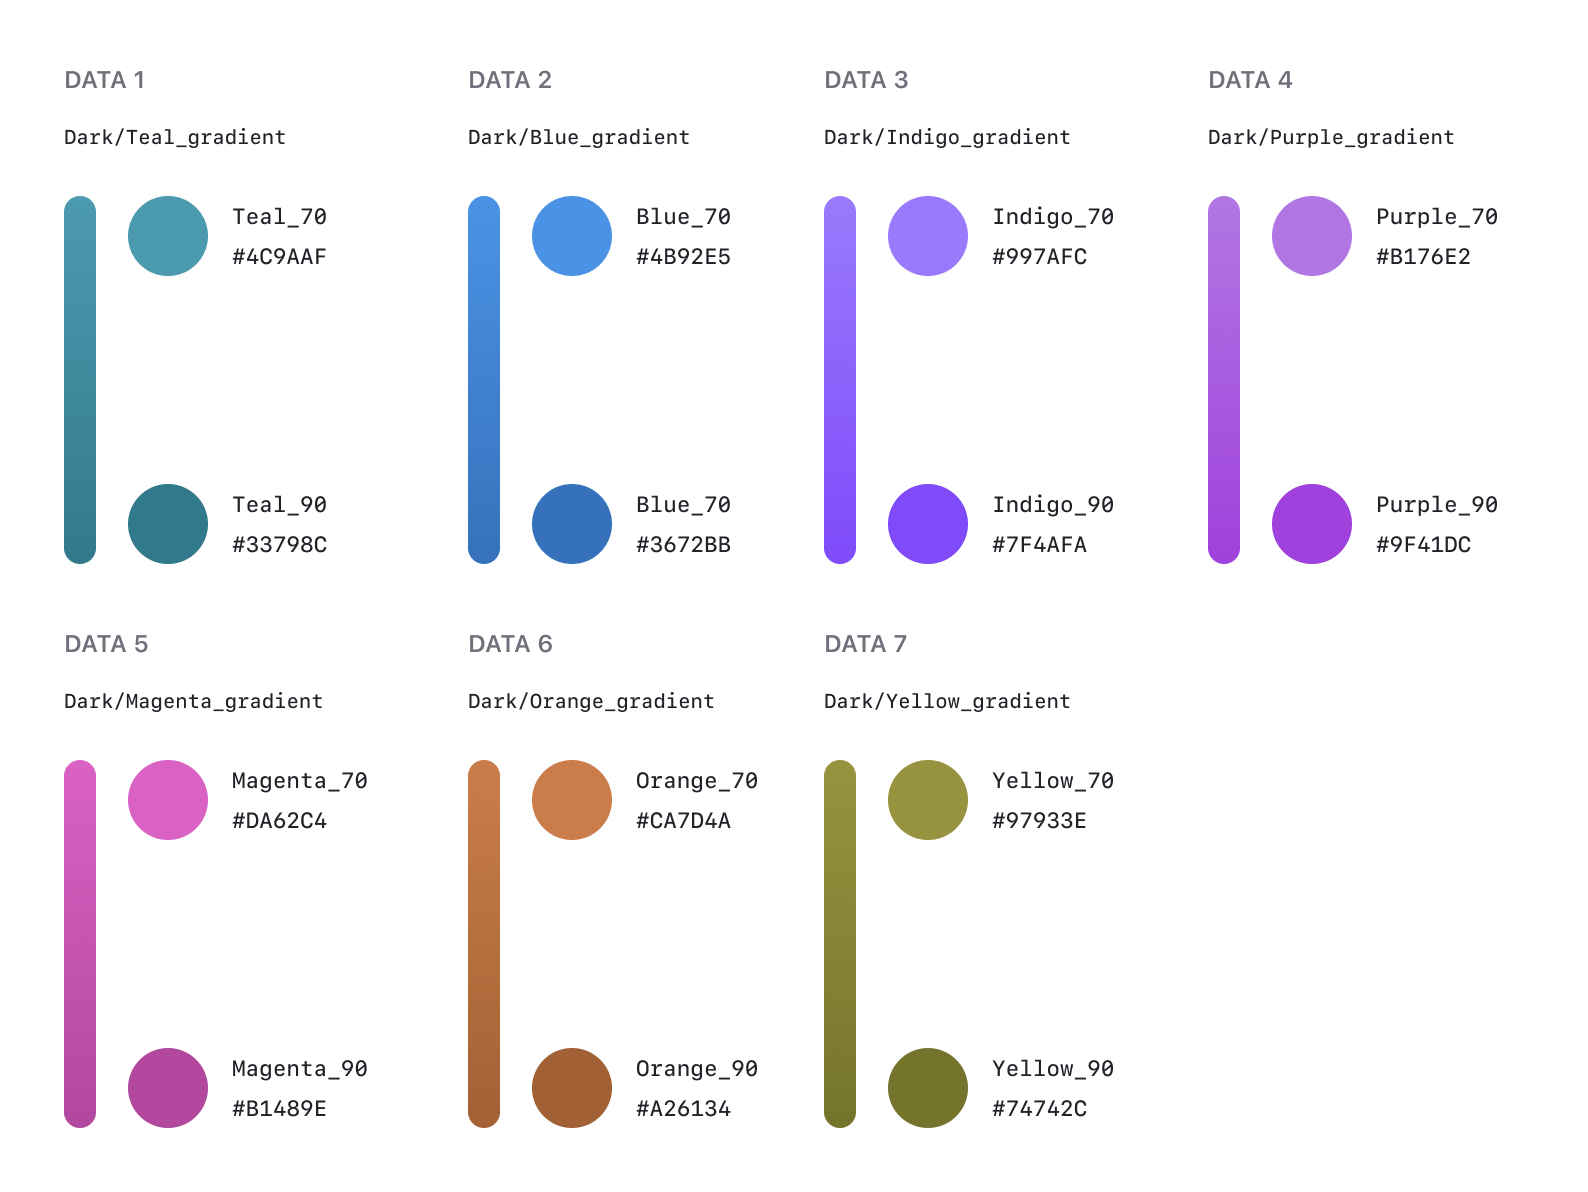 DATA 1
Dark/Teal_gradient
Teal_70
#4C9AAF
Teal_90
#33798C
DATA 2
Dark/Blue_gradient
Blue_70
#4B92E5
Blue_70
#3672BB
DATA 3
Dark/Indigo_gradient
Indigo_70
#997AFC
Indigo_90
#7F4AFA
DATA 4
Dark/Purple_gradient
Purple_70
#B176E2
Purple_90
#9F41DC
DATA 5
Dark/Magenta_gradient
Magenta_70
#DA62C4
Magenta_90
#B1489E
DATA 6
Dark/Orange_gradient
Orange_70
#CA7D4A
Orange_90
#A26134
DATA 7
Dark/Yellow_gradient
Yellow_70
#97933E
Yellow_90
#74742C